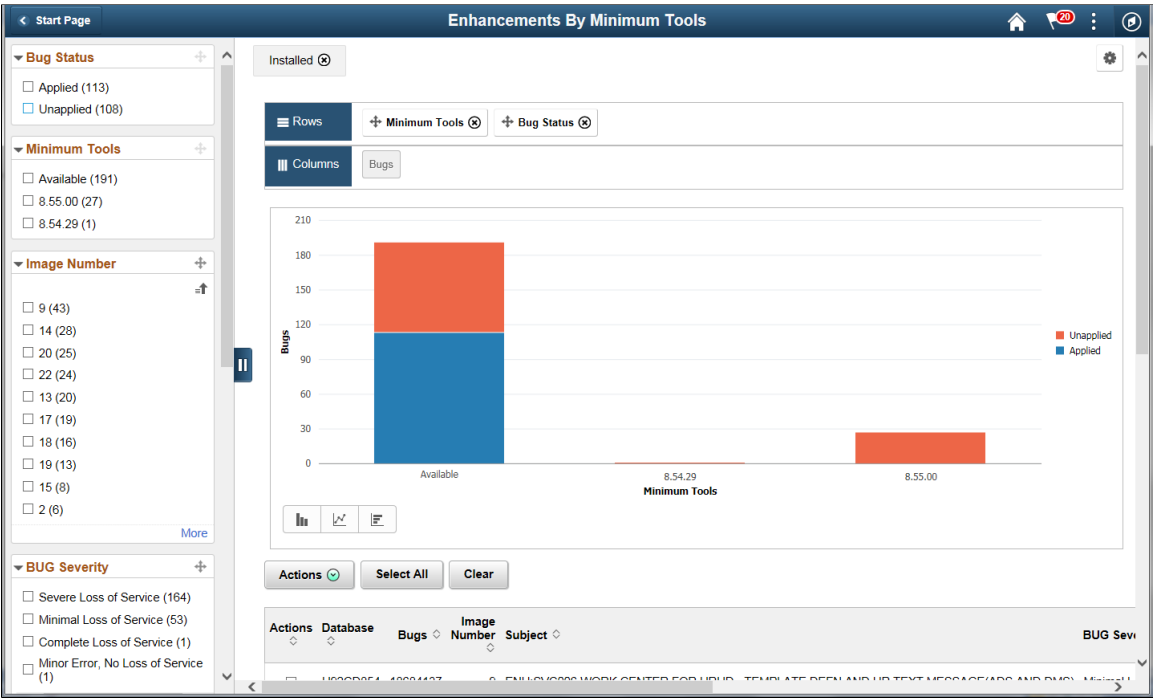 Start Page
Enhancements By Minimum Tools
20
Bug Status
Applied (113)
Unapplied (108)
Minimum Tools
Available (191)
8.55.00 (27)
8.54.29 (1)
Image Number
9 (43)
14 (28)
20 (25)
22 (24)
13 (20)
17 (19)
18 (16)
19 (13)
15 (8)
2 (6)
More
BUG Severity
Severe Loss of Service (164)
Minimal Loss of Service (53)
Complete Loss of Service (1)
Minor Error, No Loss of Service
(1)
Installed
Rows
Minimum Tools
Bug Status
Columns
Bugs
210
180
150
120
90
60
30
0
Bugs
Available
8.54.29
8.55.00
Minimum Tools
Unapplied
Applied
Actions
Select All
Clear
Actions
Database
Bugs
Image
Number
Subject
BUG Seve